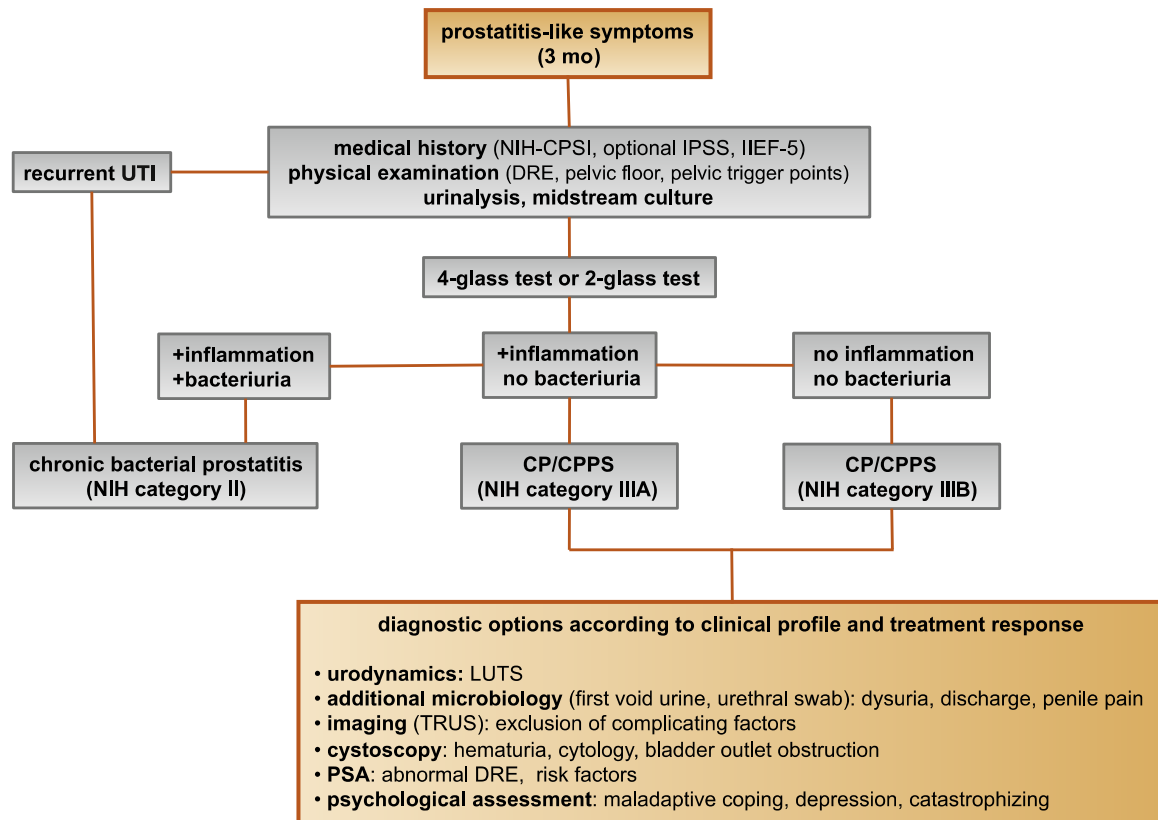 prostatitis-like symptoms
(3 mo)
medical history (NIH-CPSI, optional IPSS, IIEF-5)
physical examination (DRE, pelvic floor, pelvic trigger points)
urinalysis, midstream culture
recurrent UTI
4-glass test or 2-glass test
+inflammation
+bacteriuria
+inflammation
no bacteriuria
no inflammation
no bacteriuria
chronic bacterial prostatitis
(NIH category II)
CP/CPPS
(NIH category IIIA)
CP/CPPS
(NIH category IIIB)
diagnostic options according to clinical profile and treatment response
• urodynamics: LUTS
• additional microbiology (first void urine, urethral swab): dysuria, discharge, penile pain
• imaging (TRUS): exclusion of complicating factors
• cystoscopy: hematuria, cytology, bladder outlet obstruction
• PSA: abnormal DRE, risk factors
• psychological assessment: maladaptive coping, depression, catastrophizing